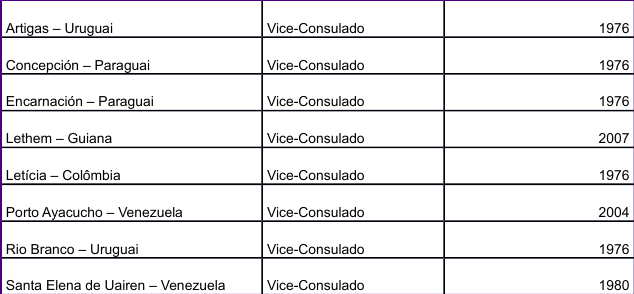 Artigas – Uruguai Vice-Consulado 1976
Concepción – Paraguai Vice-Consulado 1976
Encarnación – Paraguai Vice-Consulado 1976
Lethem – Guiana Vice-Consulado 2007
Letícia – Colômbia Vice-Consulado 1976
Porto Ayacucho – Venezuela Vice-Consulado 2004
Rio Branco – Uruguai Vice-Consulado 1976
Santa Elena de Uairen – Venezuela Vice-Consulado 1980